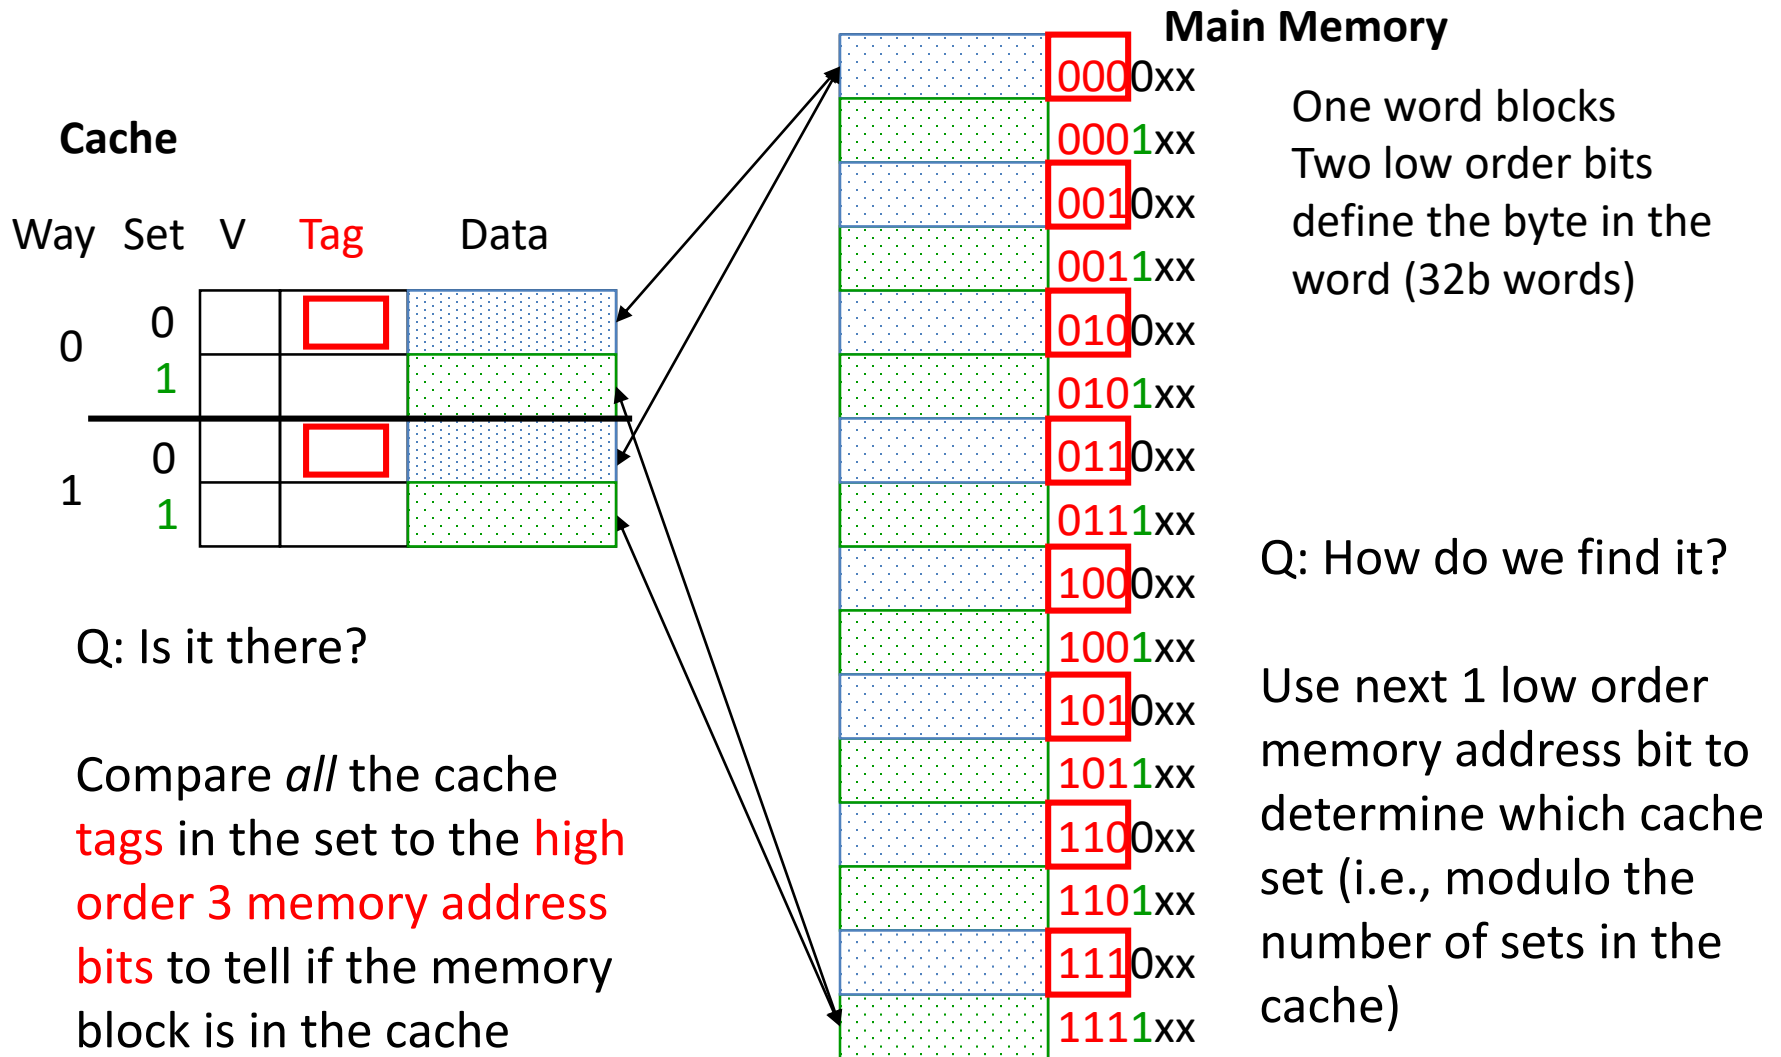 Main Memory
Cache
Way Set V Tag Data
0
0
1
1
0
1
0000xx
0001xx
0010xx
0011xx
0100xx
0101xx
0110xx
0111xx
1000xx
1001xx
1010xx
1011xx
1100xx
1101xx
1110xx
1111xx
One word blocks
Two low order bits
define the byte in the
word (32b words)
Q: Is it there?
Compare all the cache
tags in the set to the high
order 3 memory address
bits to tell if the memory
block is in the cache
Q: How do we find it?
Use next 1 low order
memory address bit to
determine which cache
set (i.e., modulo the
number of sets in the
cache)